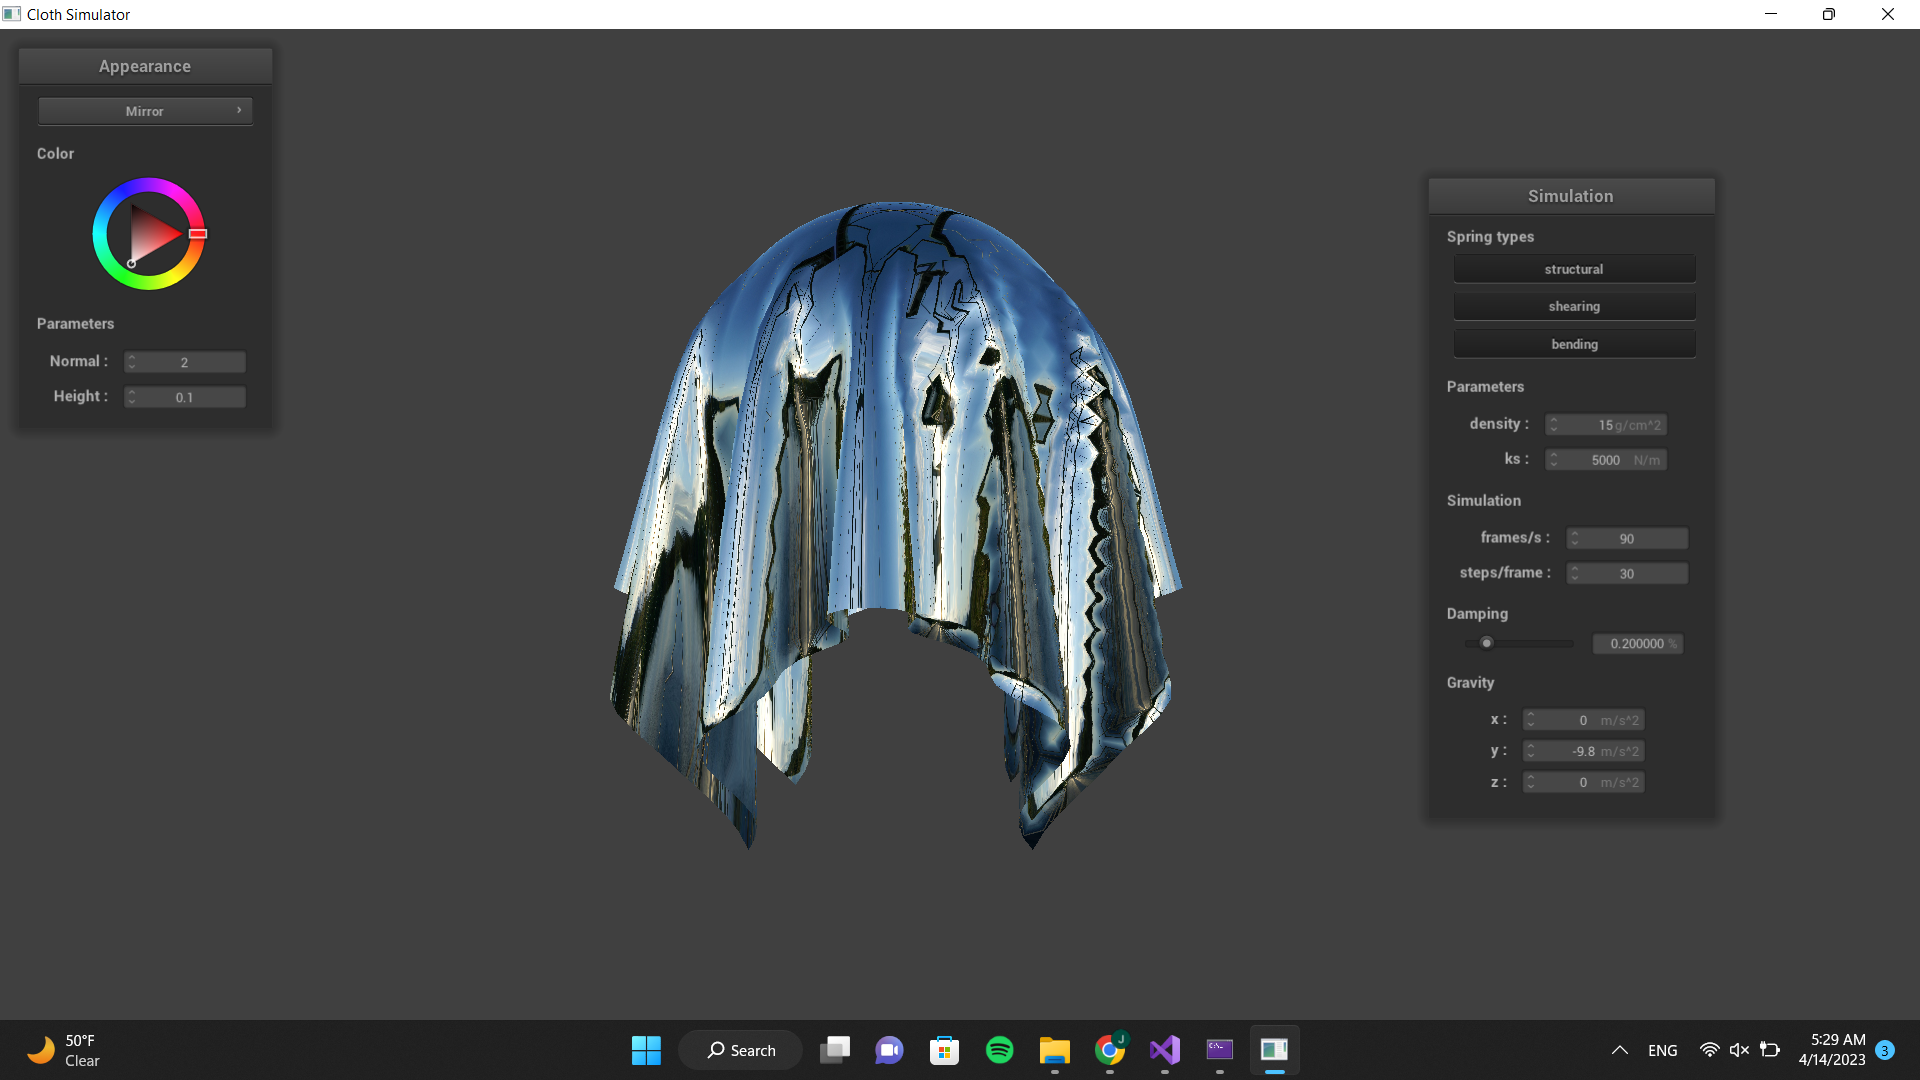 Cloth Simulator
Appearance
Mirror
Color
Parameters
Normal : 2
Height : 0.1
Simulation
Spring types
structural
shearing
bending
Parameters
density : 15 g/cm^2
ks : 5000 N/m
Simulation
frames/s : 90
steps/frame : 30
Damping
0.200000 %
Gravity
x : 0 m/s^2
y : -9.8 m/s^2
z : 0 m/s^2
50°F
Clear
Search
J
C:\_
ENG
5:29 AM
4/14/2023
3